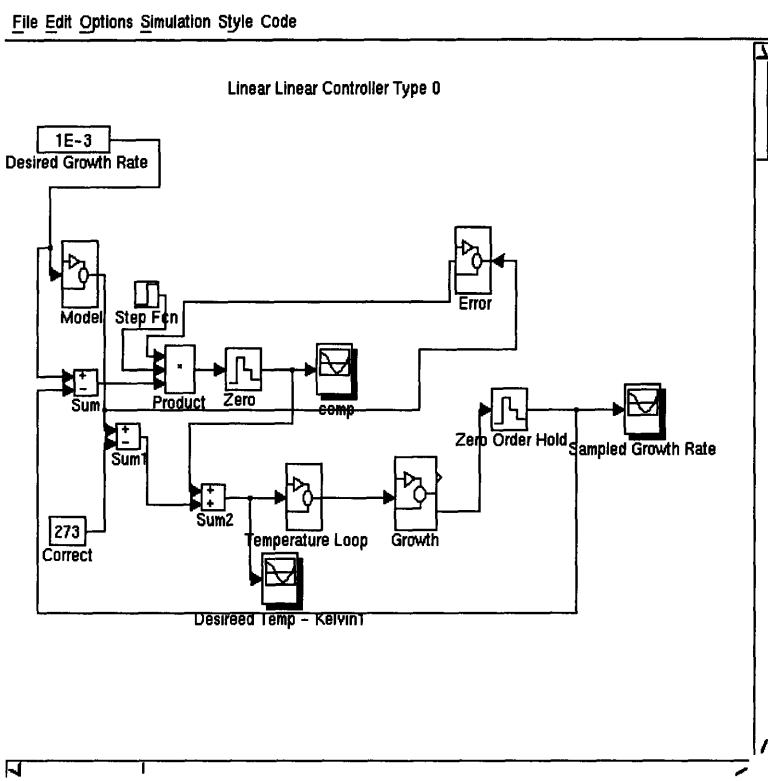 File Edit Options Simulation Style Code
Linear Linear Controller Type 0
1E-3
Desired Growth Rate
Model
Step Fcn
Error
+
−
Sum
*
Product
Zero
comp
+
−
Sum1
Zero Order Hold
Sampled Growth Rate
+
+
Sum2
Temperature Loop
Growth
273
Correct
Desireed Temp - Kelvin1